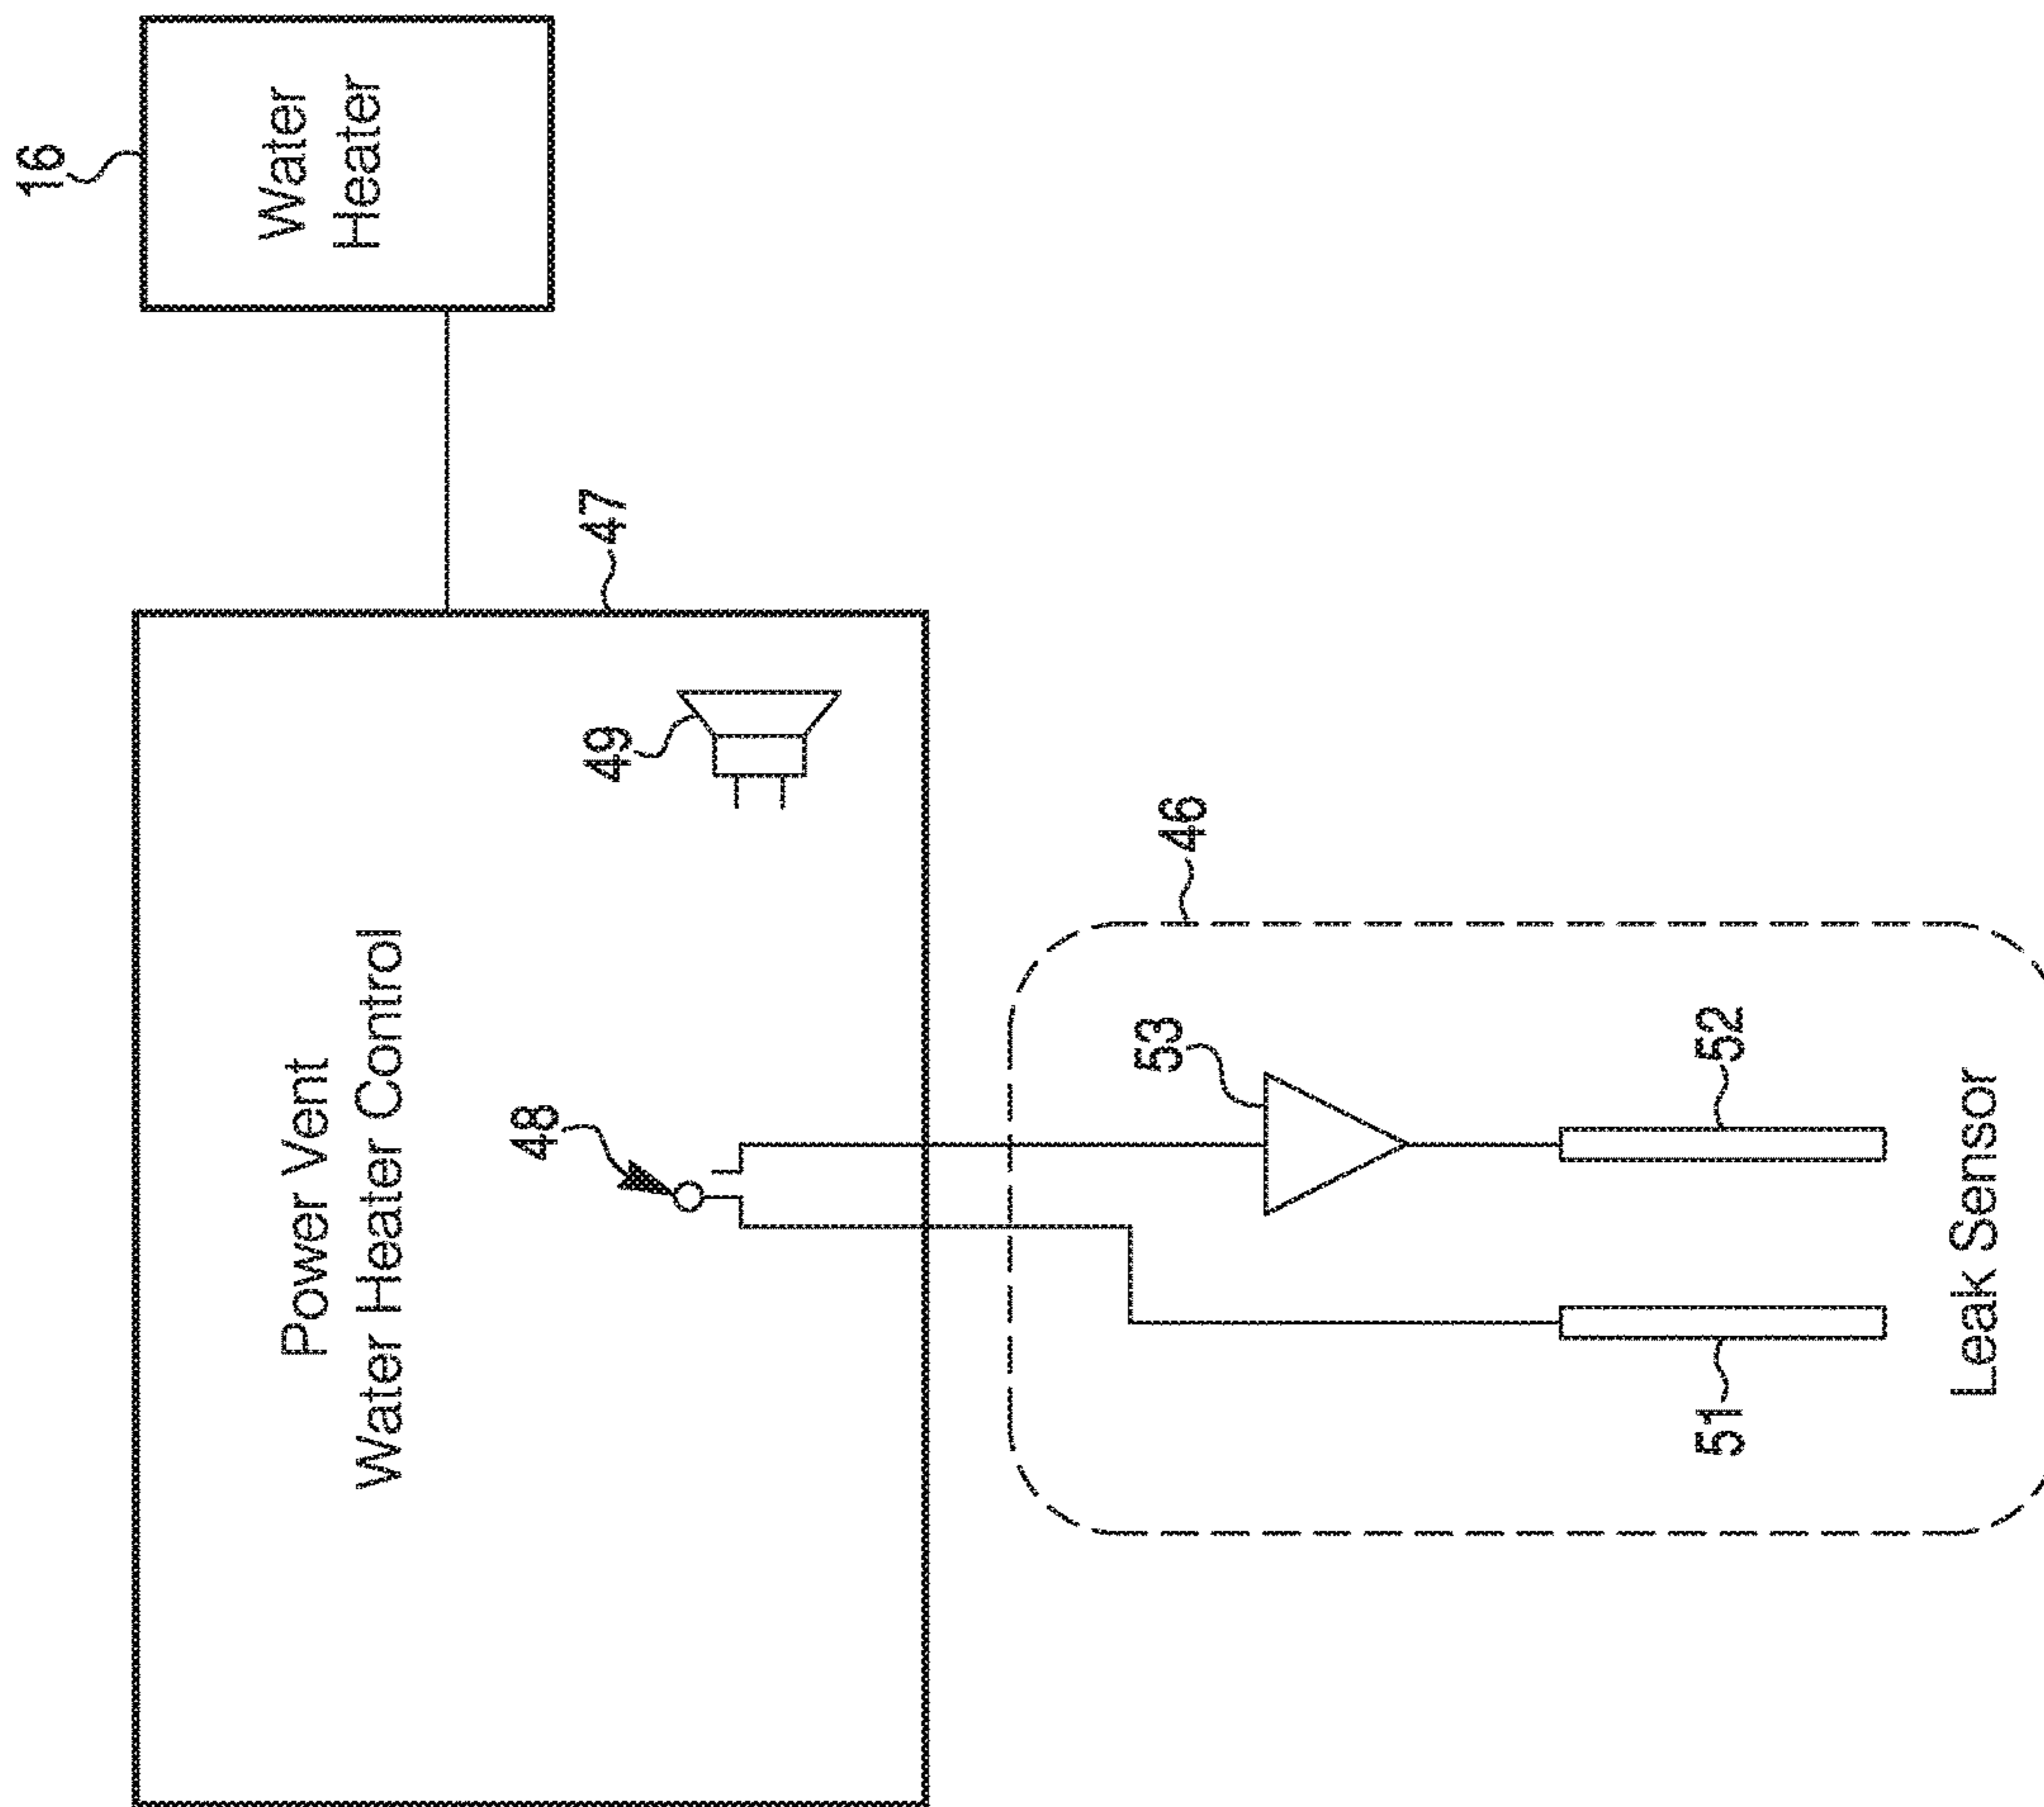 16
Water
Heater
47
49
Power Vent
Water Heater Control
48
46
53
52
51
Leak Sensor